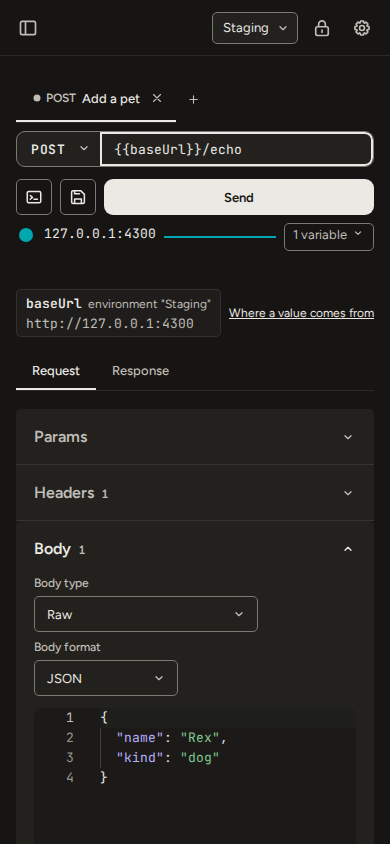 Staging
POST Add a pet
POST {{baseUrl}}/echo
Send
127.0.0.1:4300 1 variable
baseUrl environment "Staging"
http://127.0.0.1:4300
Where a value comes from
Request Response
Params
Headers 1
Body 1
Body type
Raw
Body format
JSON
1 {
2 "name": "Rex",
3 "kind": "dog"
4 }